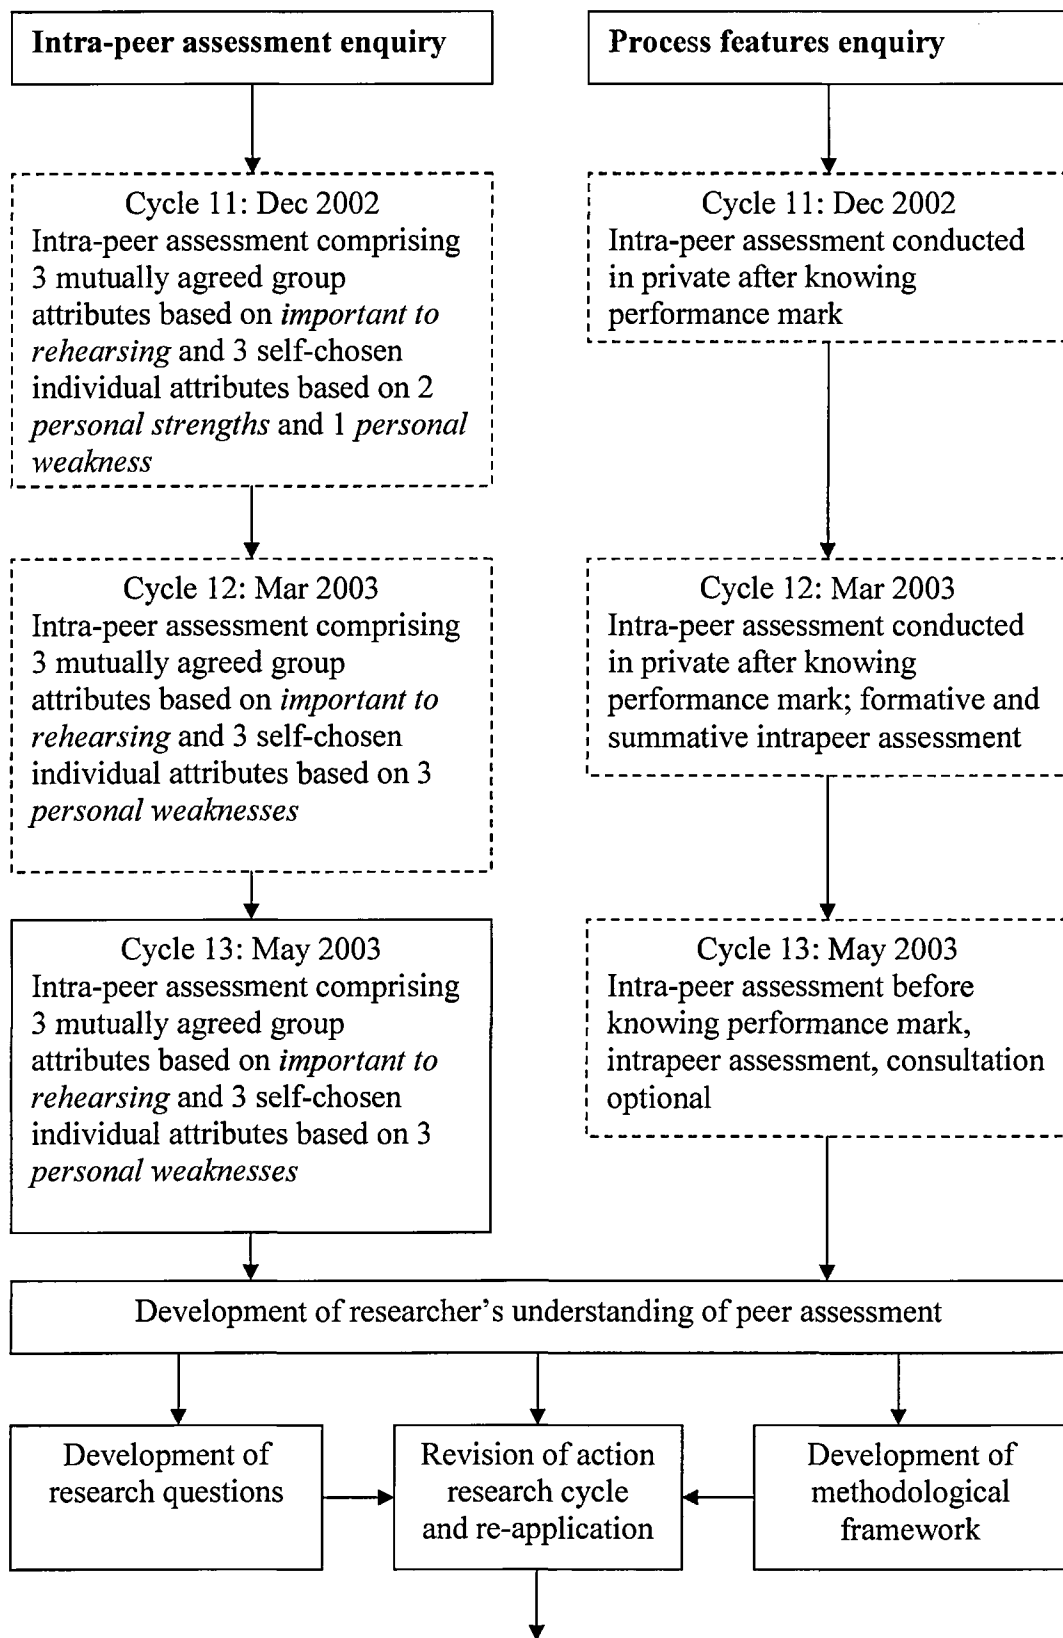 Intra-peer assessment enquiry
Process features enquiry
Cycle 11: Dec 2002
Intra-peer assessment comprising
3 mutually agreed group
attributes based on important to
rehearsing and 3 self-chosen
individual attributes based on 2
personal strengths and 1 personal
weakness
Cycle 11: Dec 2002
Intra-peer assessment conducted
in private after knowing
performance mark
Cycle 12: Mar 2003
Intra-peer assessment comprising
3 mutually agreed group
attributes based on important to
rehearsing and 3 self-chosen
individual attributes based on 3
personal weaknesses
Cycle 12: Mar 2003
Intra-peer assessment conducted
in private after knowing
performance mark; formative and
summative intrapeer assessment
Cycle 13: May 2003
Intra-peer assessment comprising
3 mutually agreed group
attributes based on important to
rehearsing and 3 self-chosen
individual attributes based on 3
personal weaknesses
Cycle 13: May 2003
Intra-peer assessment before
knowing performance mark,
intrapeer assessment, consultation
optional
Development of researcher's understanding of peer assessment
Development of
research questions
Revision of action
research cycle
and re-application
Development of
methodological
framework